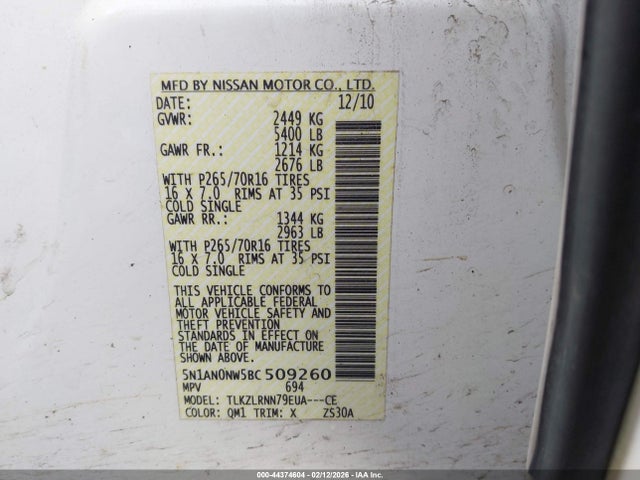 MFD BY NISSAN MOTOR CO., LTD.
DATE: 12/10
GVWR: 2449 KG
5400 LB
GAWR FR.: 1214 KG
2676 LB
WITH P265/70R16 TIRES
16 X 7.0 RIMS AT 35 PSI
COLD SINGLE
GAWR RR.: 1344 KG
2963 LB
WITH P265/70R16 TIRES
16 X 7.0 RIMS AT 35 PSI
COLD SINGLE
THIS VEHICLE CONFORMS TO
ALL APPLICABLE FEDERAL
MOTOR VEHICLE SAFETY AND
THEFT PREVENTION
STANDARDS IN EFFECT ON
THE DATE OF MANUFACTURE
SHOWN ABOVE.
5N1AN0NW5BC509260
MPV 694
MODEL: TLKZLRNN79EUA---CE
COLOR: QM1 TRIM: X ZS30A
000-44374604 - 02/12/2026 - IAAI.COM